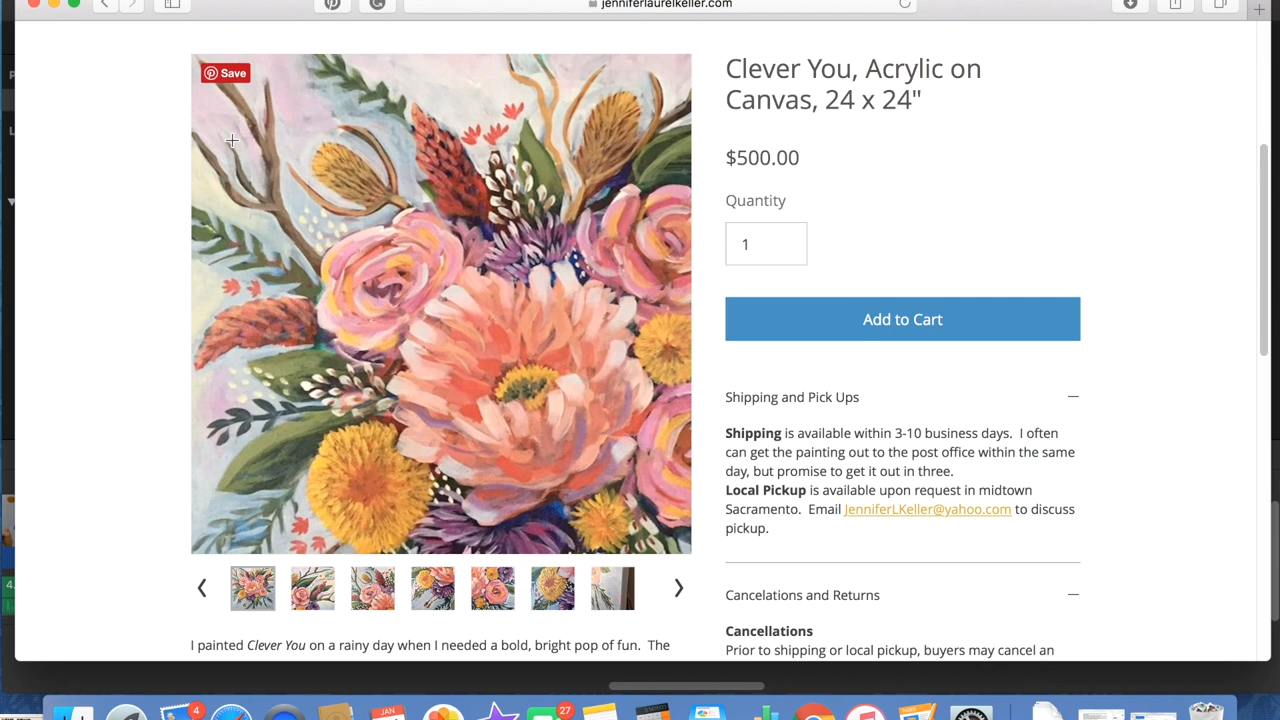 jenniferlaurelkeller.com
Save
Clever You, Acrylic on
Canvas, 24 x 24"
$500.00
Quantity
1
Add to Cart
Shipping and Pick Ups
Shipping is available within 3-10 business days. I often
can get the painting out to the post office within the same
day, but promise to get it out in three.
Local Pickup is available upon request in midtown
Sacramento. Email JenniferLKeller@yahoo.com to discuss
pickup.
Cancelations and Returns
Cancellations
Prior to shipping or local pickup, buyers may cancel an
I painted Clever You on a rainy day when I needed a bold, bright pop of fun. The
4
JAN
27